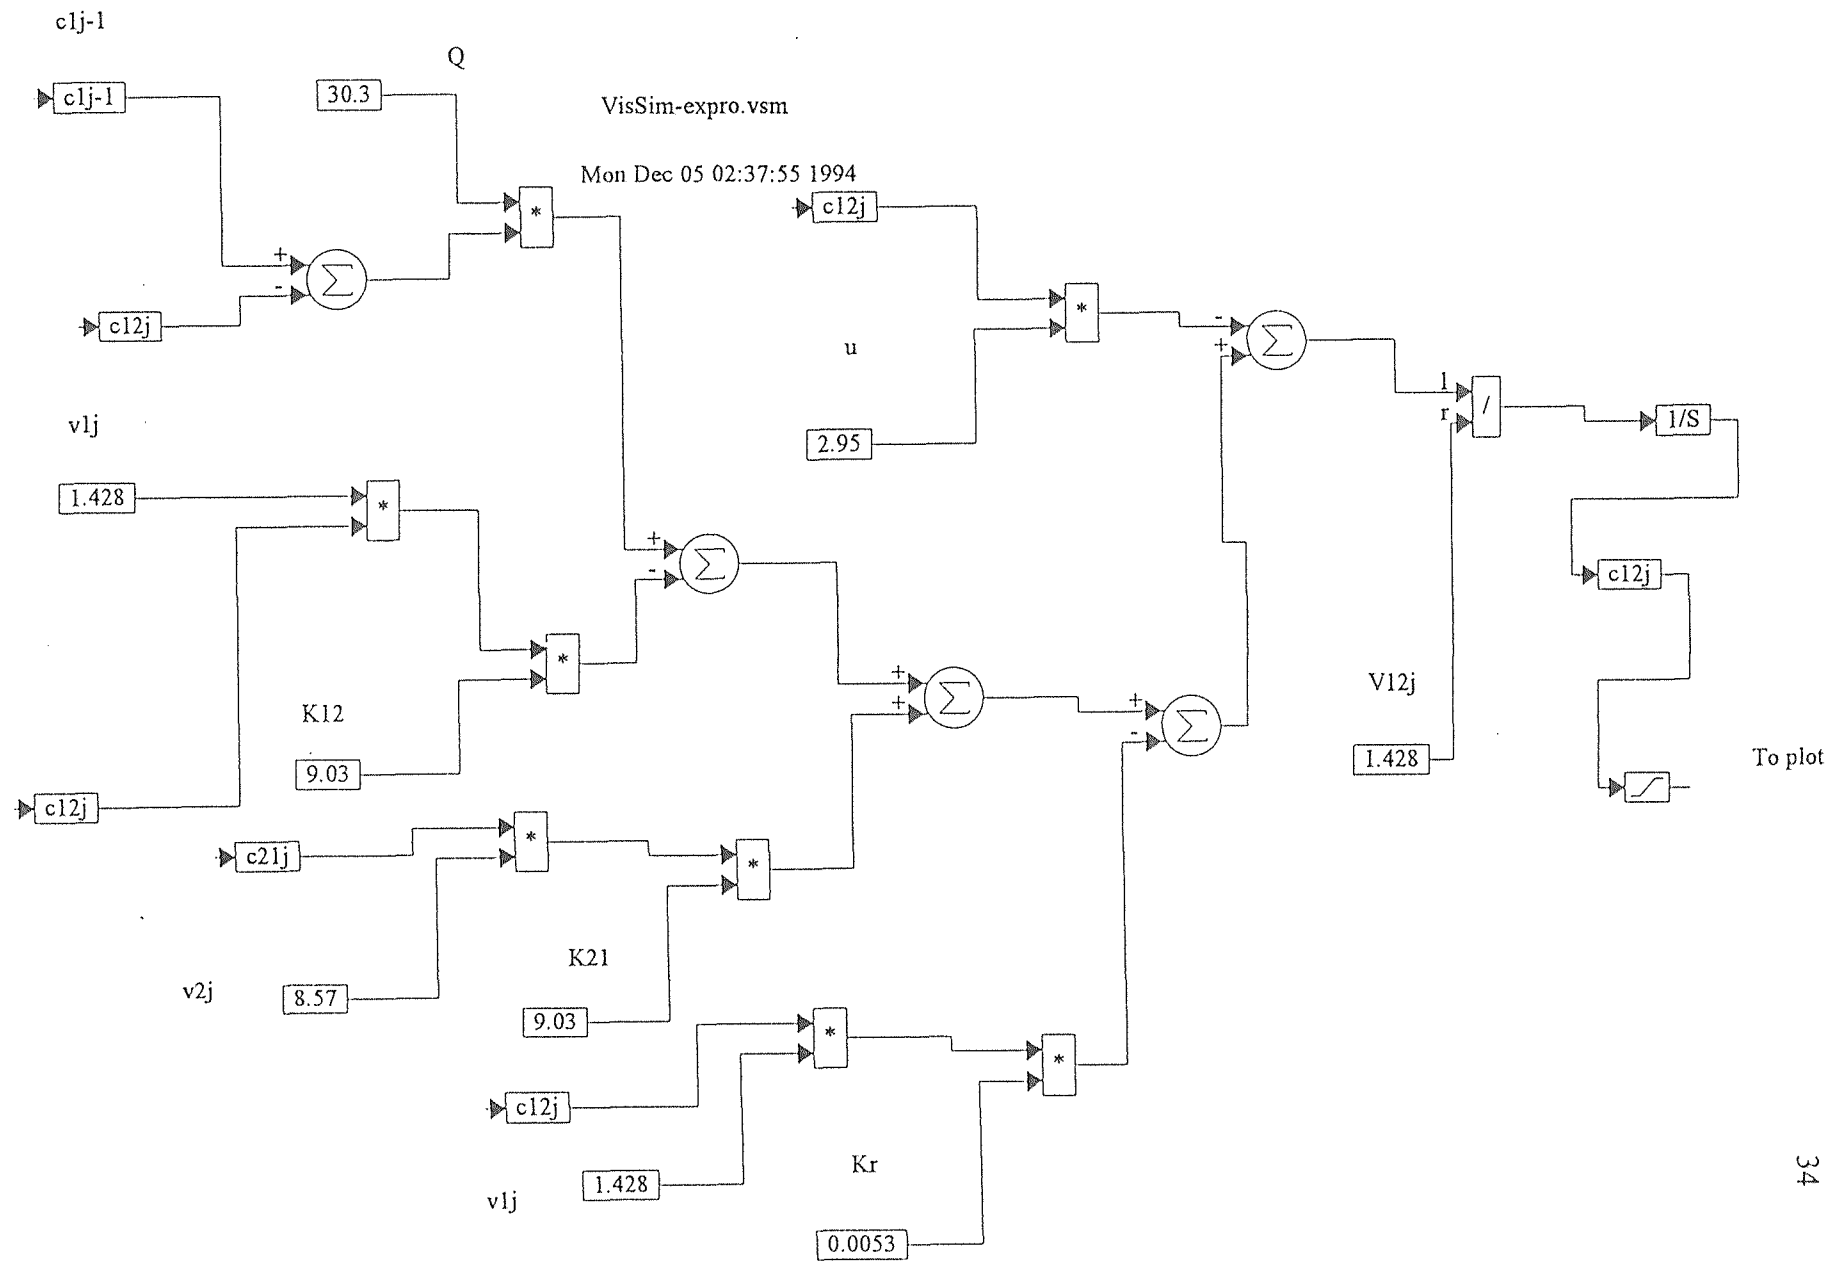 c1j-1
Q
c1j-1
30.3
VisSim-expro.vsm
Mon Dec 05 02:37:55 1994
c12j
*
*
+
Σ
-
c12j
u
-
+
Σ
l
r
/
1/S
v1j
2.95
1.428
*
+
-
Σ
c12j
*
K12
9.03
+
+
Σ
+
-
Σ
V12j
1.428
To plot
c12j
c21j
*
*
K21
v2j
8.57
9.03
*
*
c12j
Kr
v1j
1.428
0.0053
34